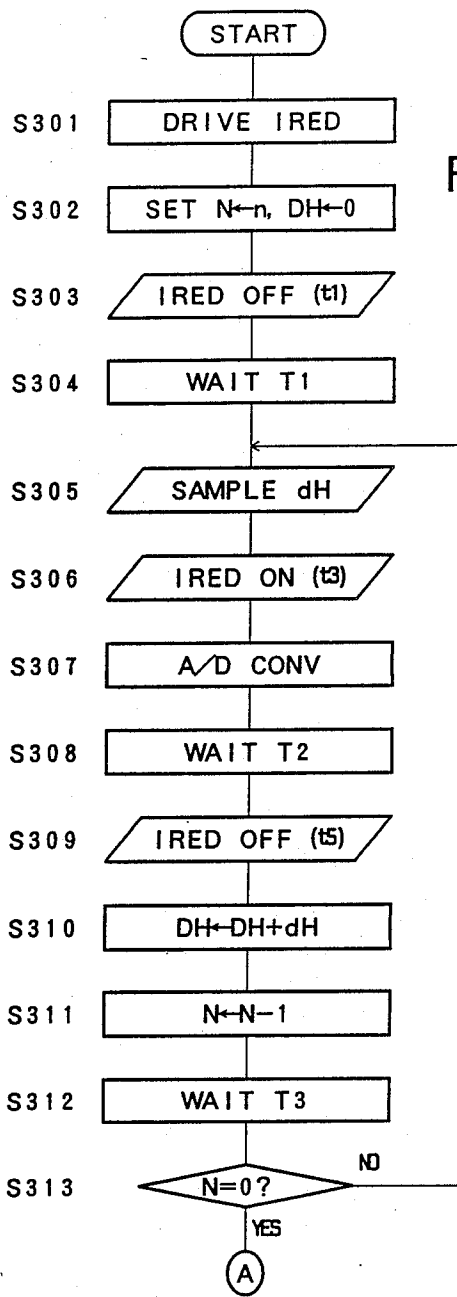 START
S301 DRIVE IRED
F
S302 SET N←n, DH←0
S303 IRED OFF (t1)
S304 WAIT T1
S305 SAMPLE dH
S306 IRED ON (t3)
S307 A/D CONV
S308 WAIT T2
S309 IRED OFF (t5)
S310 DH←DH+dH
S311 N←N-1
S312 WAIT T3
S313 N=0? NO
YES
A